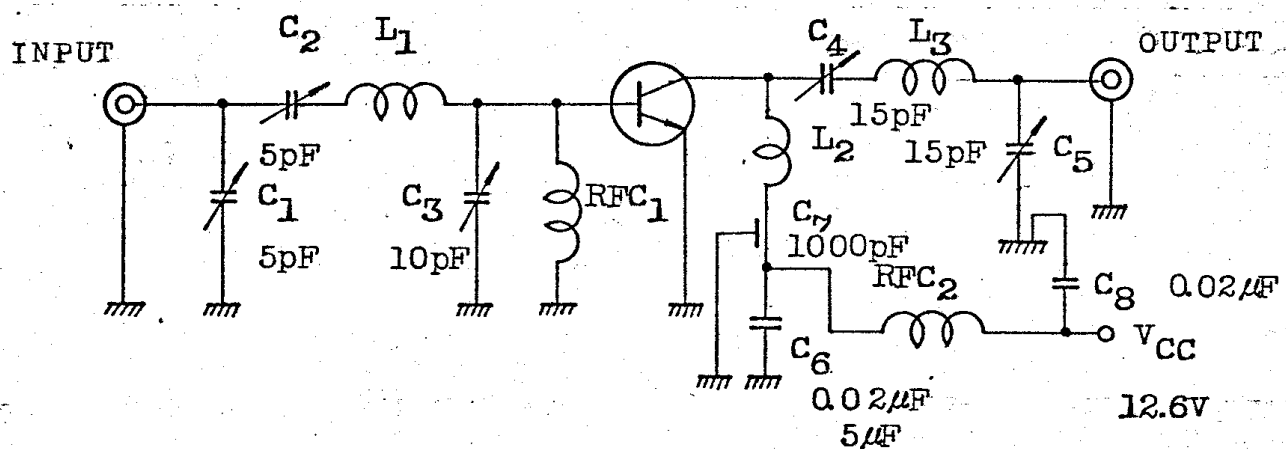 INPUT
C2
L1
C4
L3
OUTPUT
5pF
15pF
L2
15pF
C5
C1
5pF
C3
10pF
RFC1
C7
1000pF
RFC2
C8
0.02μF
C6
VCC
0.02μF
5μF
12.6V